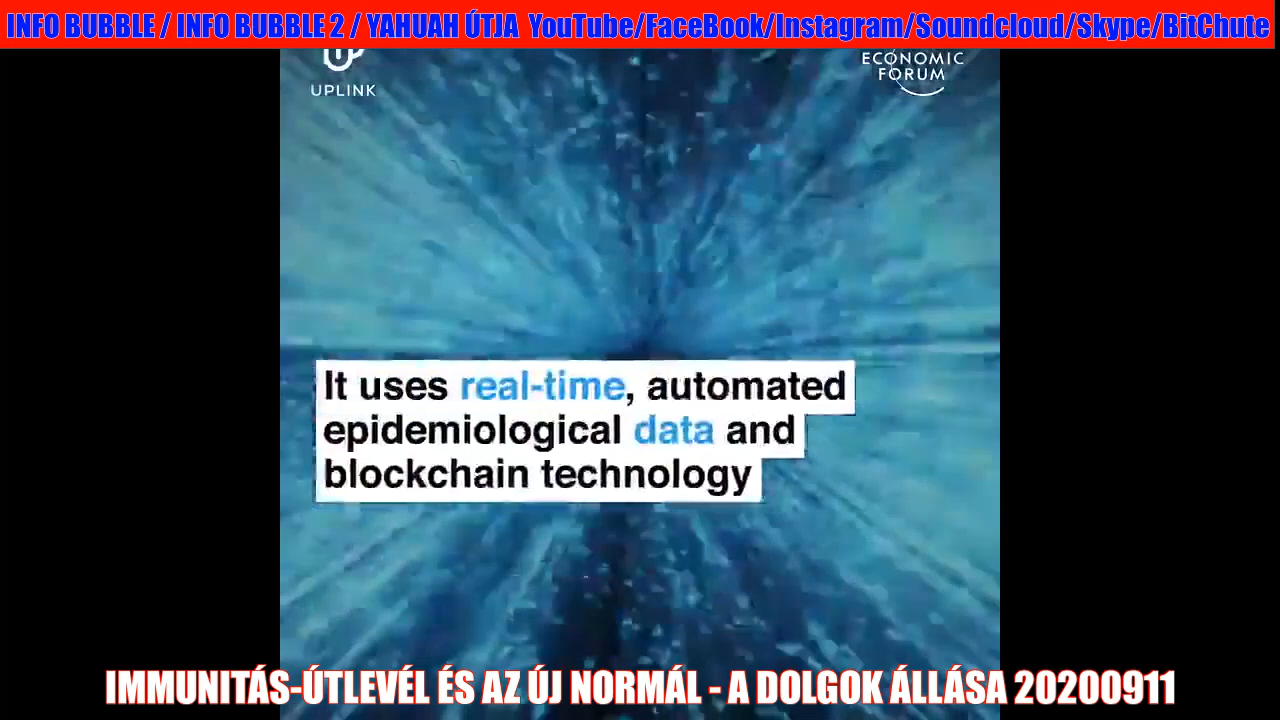 INFO BUBBLE / INFO BUBBLE 2 / YAHUAH ÚTJA YouTube/FaceBook/Instagram/Soundcloud/Skype/BitChute
UPLINK
ECONOMIC
FORUM
It uses real-time, automated
epidemiological data and
blockchain technology
IMMUNITÁS-ÚTLEVÉL ÉS AZ ÚJ NORMÁL - A DOLGOK ÁLLÁSA 20200911